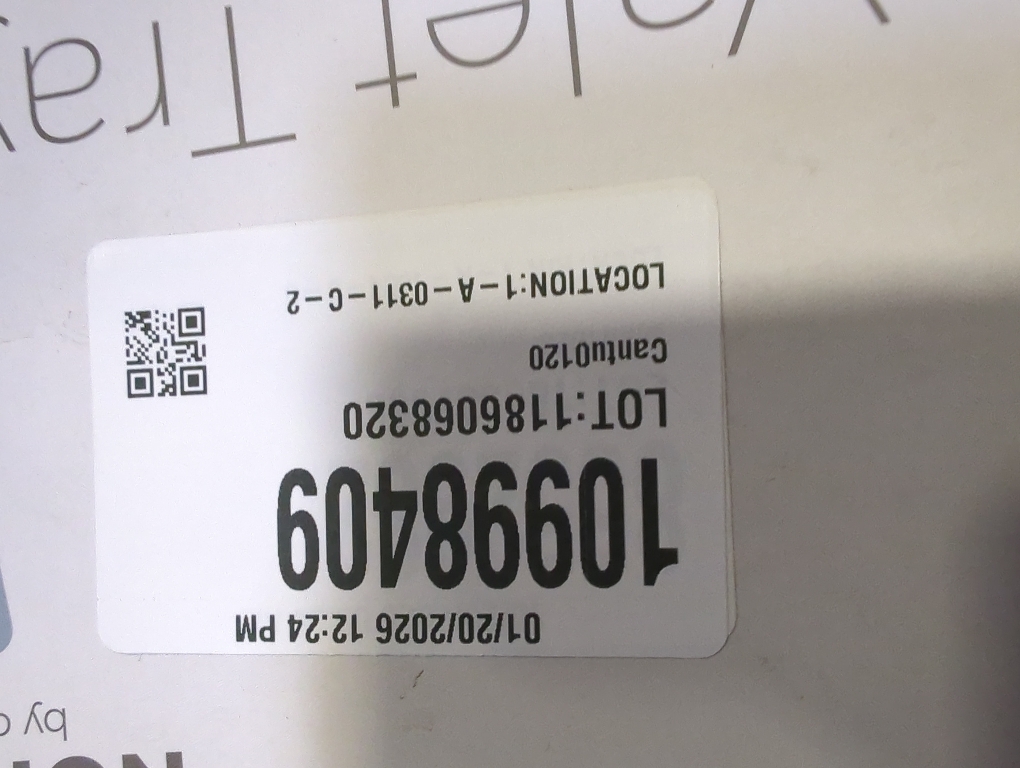 by
01/20/2026 12:24 PM
10998409
LOT:1186068320
Cantu0120
LOCATION:1-A-0311-C-2
Valet Tray